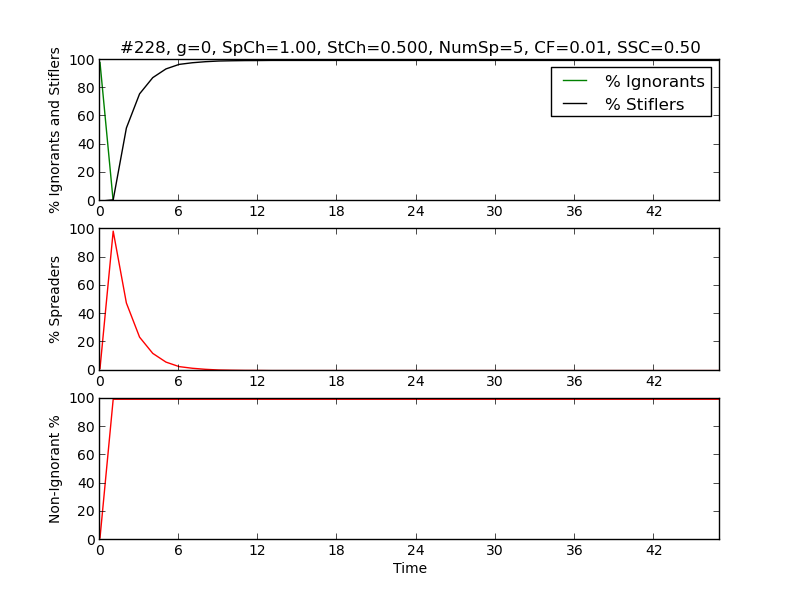 #228, g=0, SpCh=1.00, StCh=0.500, NumSp=5, CF=0.01, SSC=0.50
% Ignorants and Stiflers
100
80
60
40
20
0
% Ignorants
% Stiflers
0 6 12 18 24 30 36 42
% Spreaders
100
80
60
40
20
0
0 6 12 18 24 30 36 42
Non-Ignorant %
100
80
60
40
20
0
0 6 12 18 24 30 36 42
Time